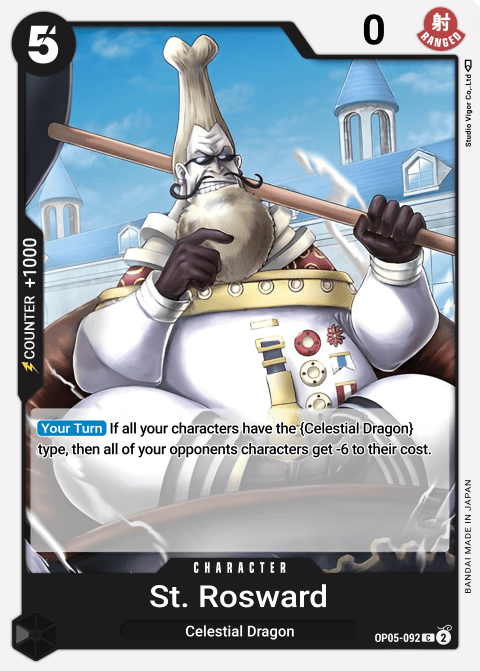 5
0
射
RANGED
Studio Vigor Co,.Ltd
COUNTER +1000
Your Turn If all your characters have the {Celestial Dragon}
type, then all of your opponents characters get -6 to their cost.
BANDAI MADE IN JAPAN
CHARACTER
St. Rosward
Celestial Dragon
OP05-092 C 2